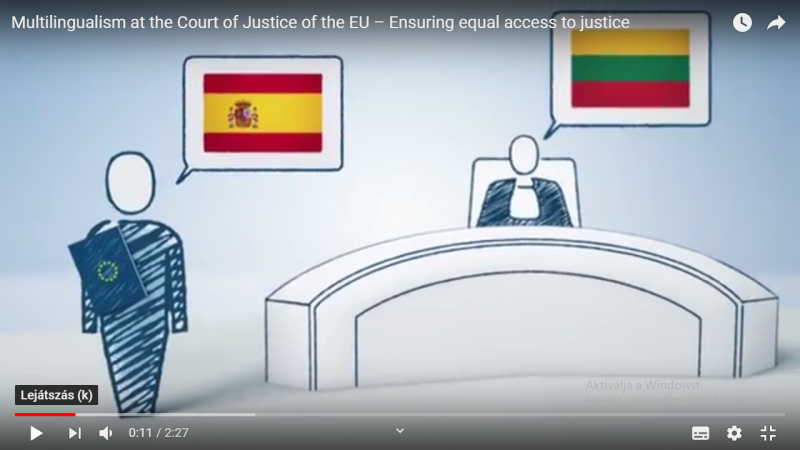 Multilingualism at the Court of Justice of the EU – Ensuring equal access to justice
Aktiválja a Windowst
Lejátszás (k)
0:11 / 2:27